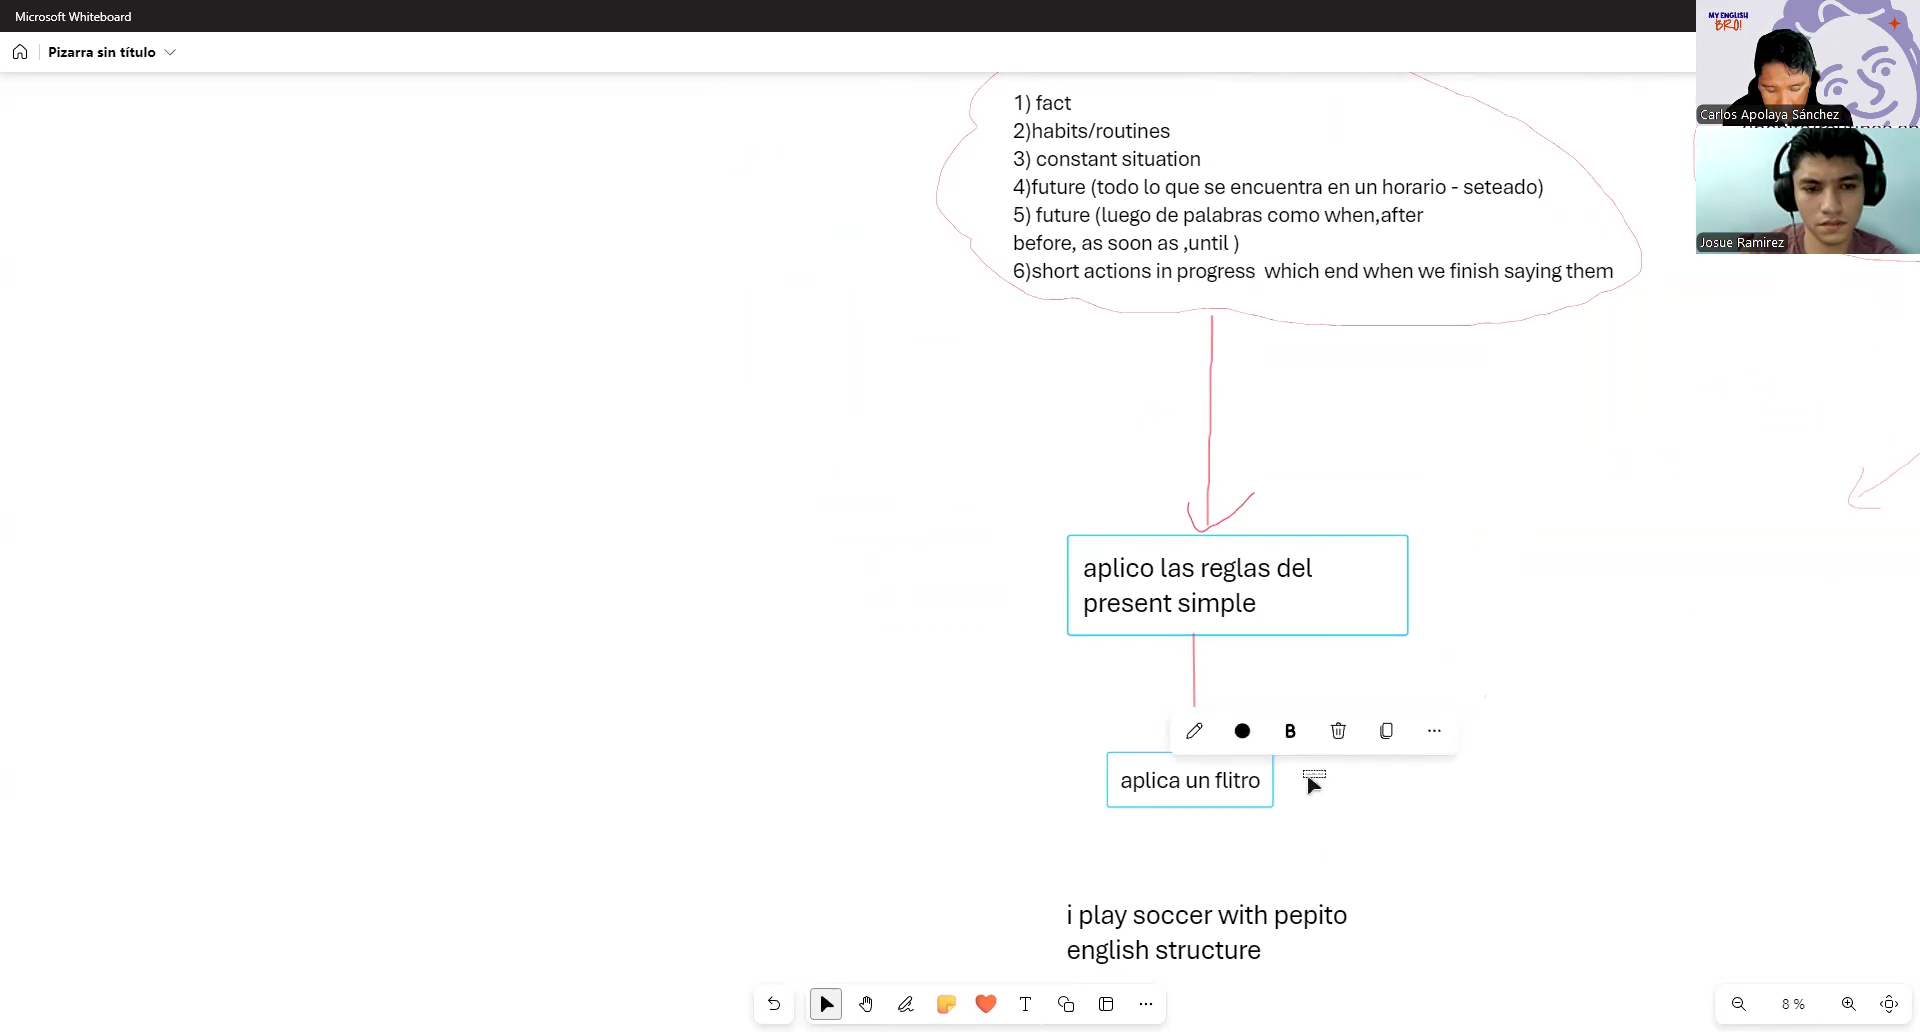 Microsoft Whiteboard
Pizarra sin título
MY ENGLISH
BRO!
Carlos Apolaya Sánchez
Josue Ramirez
1) fact
2)habits/routines
3) constant situation
4)future (todo lo que se encuentra en un horario - seteado)
5) future (luego de palabras como when,after
before, as soon as ,until )
6)short actions in progress  which end when we finish saying them
aplico las reglas del
present simple
B
aplica un flitro
i play soccer with pepito
english structure
T
8 %